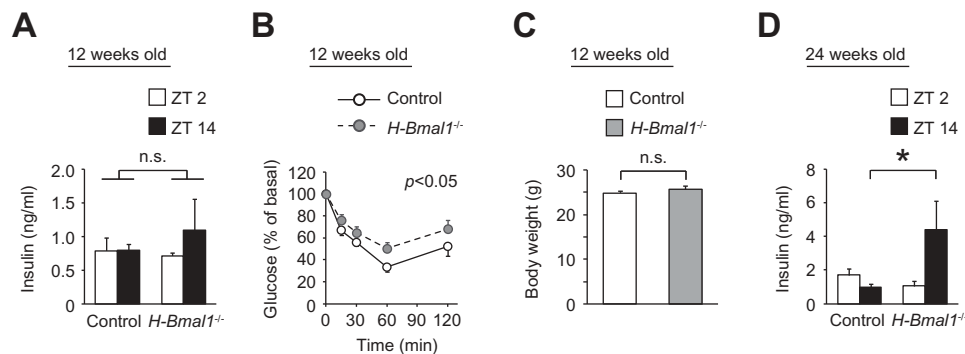 A
12 weeks old
ZT 2
ZT 14
n.s.
2.0
1.5
1.0
0.5
0
Insulin (ng/ml)
Control H-Bmal1-/-
B
12 weeks old
Control
H-Bmal1-/-
p<0.05
120
100
80
60
40
20
0
Glucose (% of basal)
0 30 60 90 120
Time (min)
C
12 weeks old
Control
H-Bmal1-/-
n.s.
30
20
10
0
Body weight (g)
D
24 weeks old
ZT 2
ZT 14
*
8
6
4
2
0
Insulin (ng/ml)
Control H-Bmal1-/-